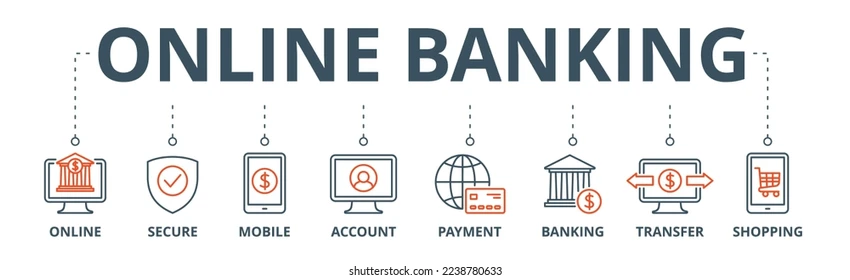 ONLINE BANKING
ONLINE SECURE MOBILE ACCOUNT PAYMENT BANKING TRANSFER SHOPPING
shutterstock.com · 2238780633